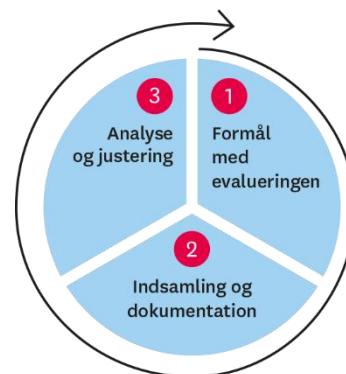 1
Formål
med
evalueringen
2
Indsamling og
dokumentation
3
Analyse
og justering